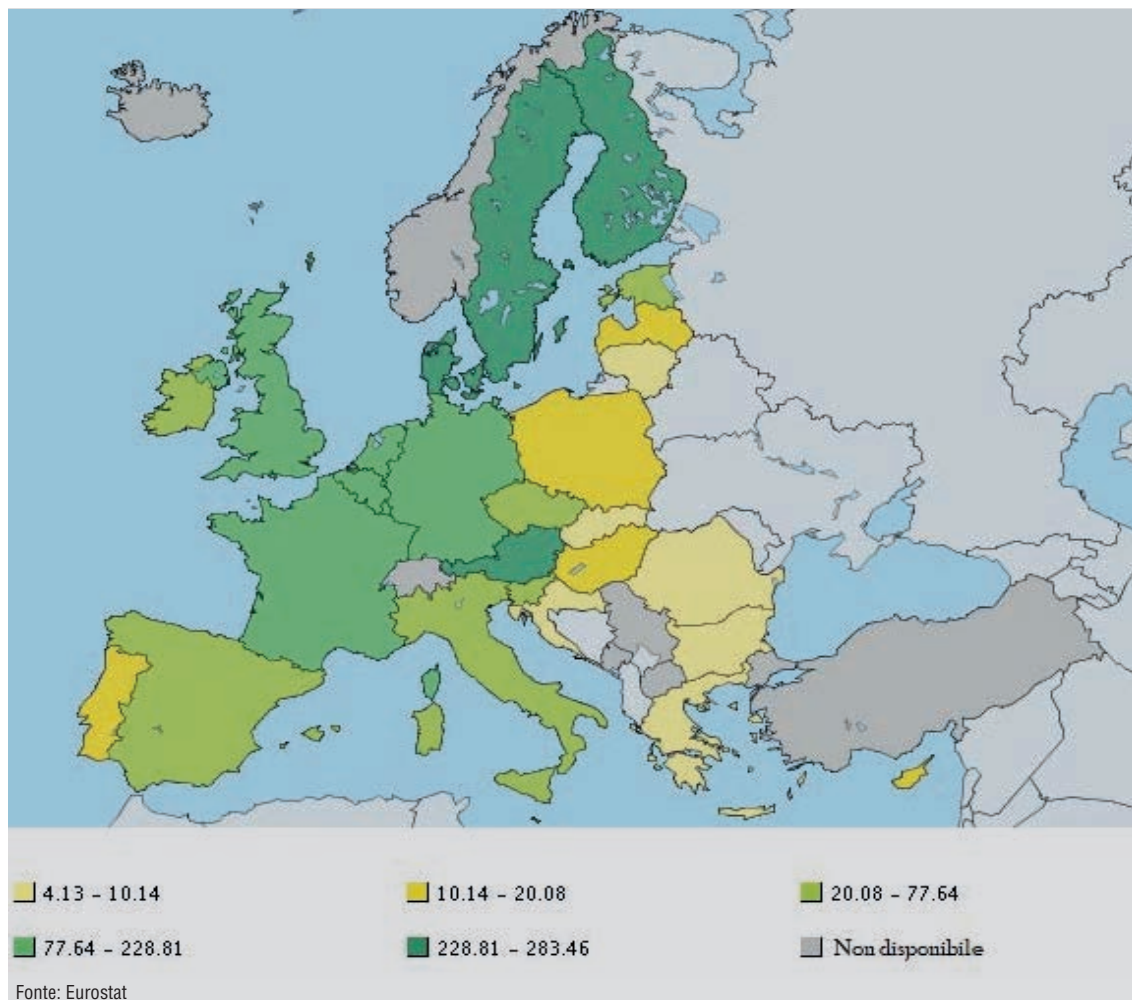 4.13 - 10.14
10.14 - 20.08
20.08 - 77.64
77.64 - 228.81
228.81 - 283.46
Non disponibile
Fonte: Eurostat